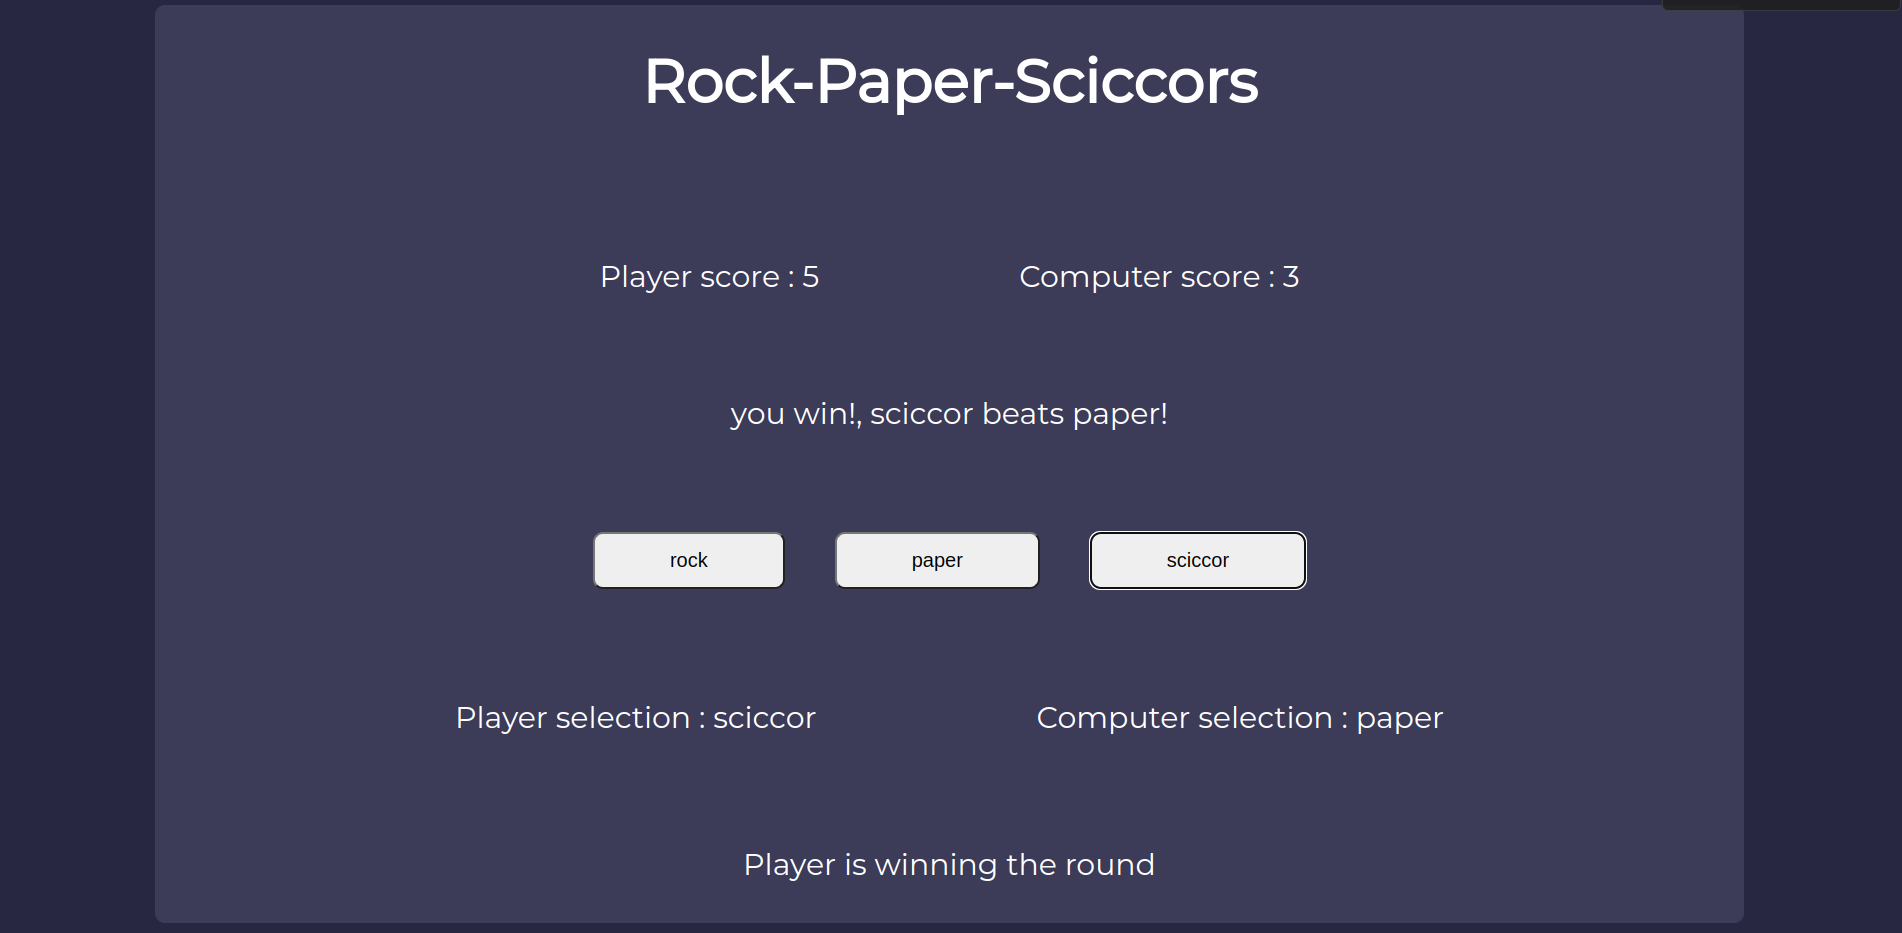 Rock-Paper-Sciccors
Player score : 5 Computer score : 3
you win!, sciccor beats paper!
rock paper sciccor
Player selection : sciccor Computer selection : paper
Player is winning the round